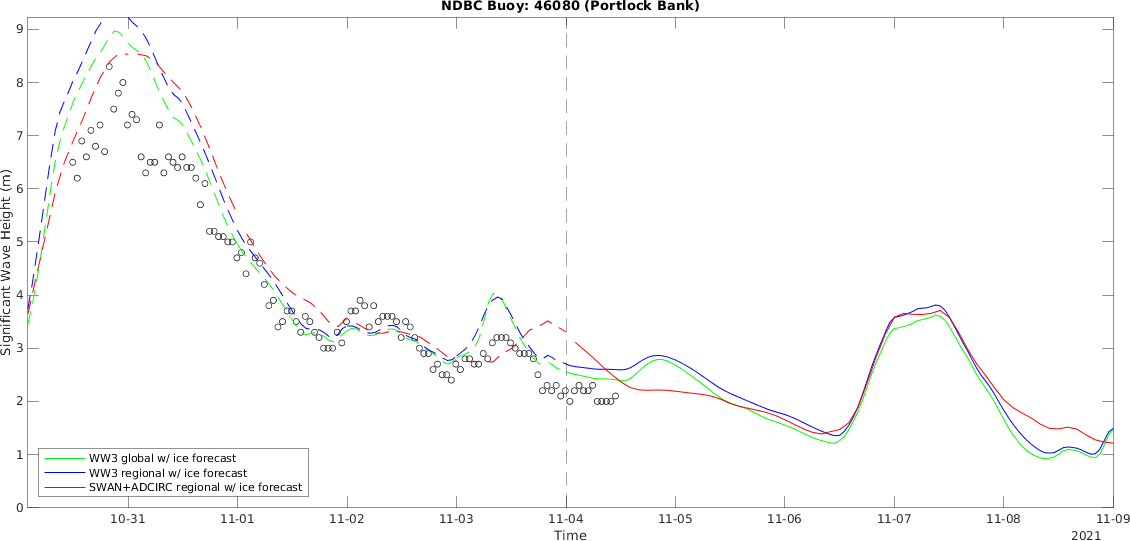 NDBC Buoy: 46080 (Portlock Bank)
9
8
7
6
5
4
3
2
1
0
Significant Wave Height (m)
WW3 global w/ ice forecast
WW3 regional w/ ice forecast
SWAN+ADCIRC regional w/ ice forecast
10-31 11-01 11-02 11-03 11-04 11-05 11-06 11-07 11-08 11-09
Time
2021